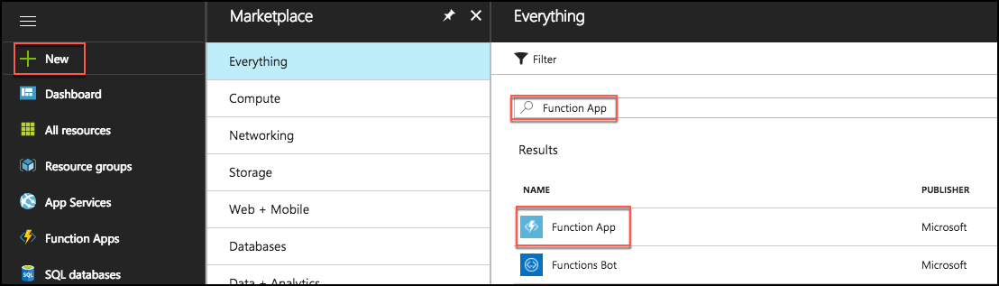 New
Dashboard
All resources
Resource groups
App Services
Function Apps
SQL databases
Marketplace
Everything
Compute
Networking
Storage
Web + Mobile
Databases
Data + Analytics
Everything
Filter
Function App
Results
NAME PUBLISHER
Function App Microsoft
Functions Bot Microsoft